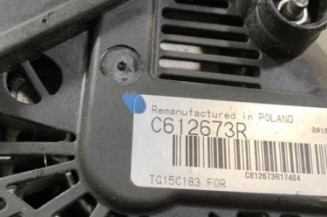 Remanufactured in POLAND
C612673R
C612673R17404
TG15C183 FOR